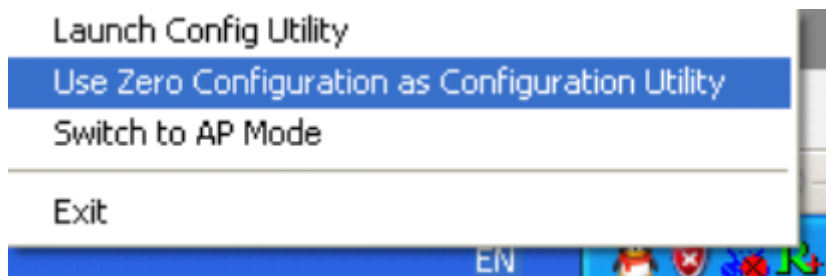 Launch Config Utility
Use Zero Configuration as Configuration Utility
Switch to AP Mode
Exit
EN